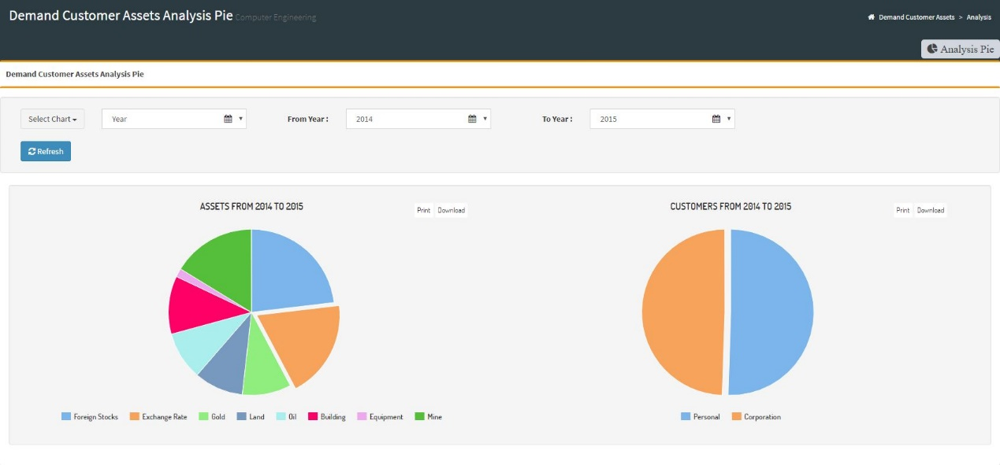 Demand Customer Assets Analysis Pie Computer Engineering
Demand Customer Assets > Analysis
Analysis Pie
Demand Customer Assets Analysis Pie
Select Chart Year From Year : 2014 To Year : 2015
Refresh
ASSETS FROM 2014 TO 2015
Print Download
CUSTOMERS FROM 2014 TO 2015
Print Download
Foreign Stocks Exchange Rate Gold Land Oil Building Equipment Mine
Personal Corporation